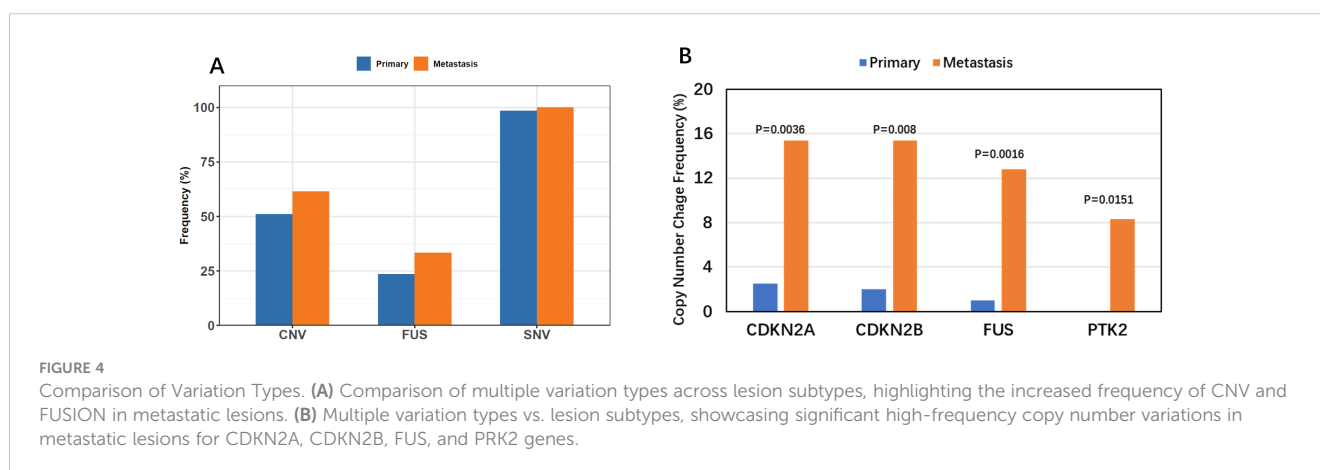 A
Primary Metastasis
Frequency (%)
100
75
50
25
0
CNV FUS SNV
B
Primary Metastasis
Copy Number Chage Frequency (%)
20
16
12
8
4
0
P=0.0036
P=0.008
P=0.0016
P=0.0151
CDKN2A CDKN2B FUS PTK2
FIGURE 4
Comparison of Variation Types. (A) Comparison of multiple variation types across lesion subtypes, highlighting the increased frequency of CNV and
FUSION in metastatic lesions. (B) Multiple variation types vs. lesion subtypes, showcasing significant high-frequency copy number variations in
metastatic lesions for CDKN2A, CDKN2B, FUS, and PRK2 genes.